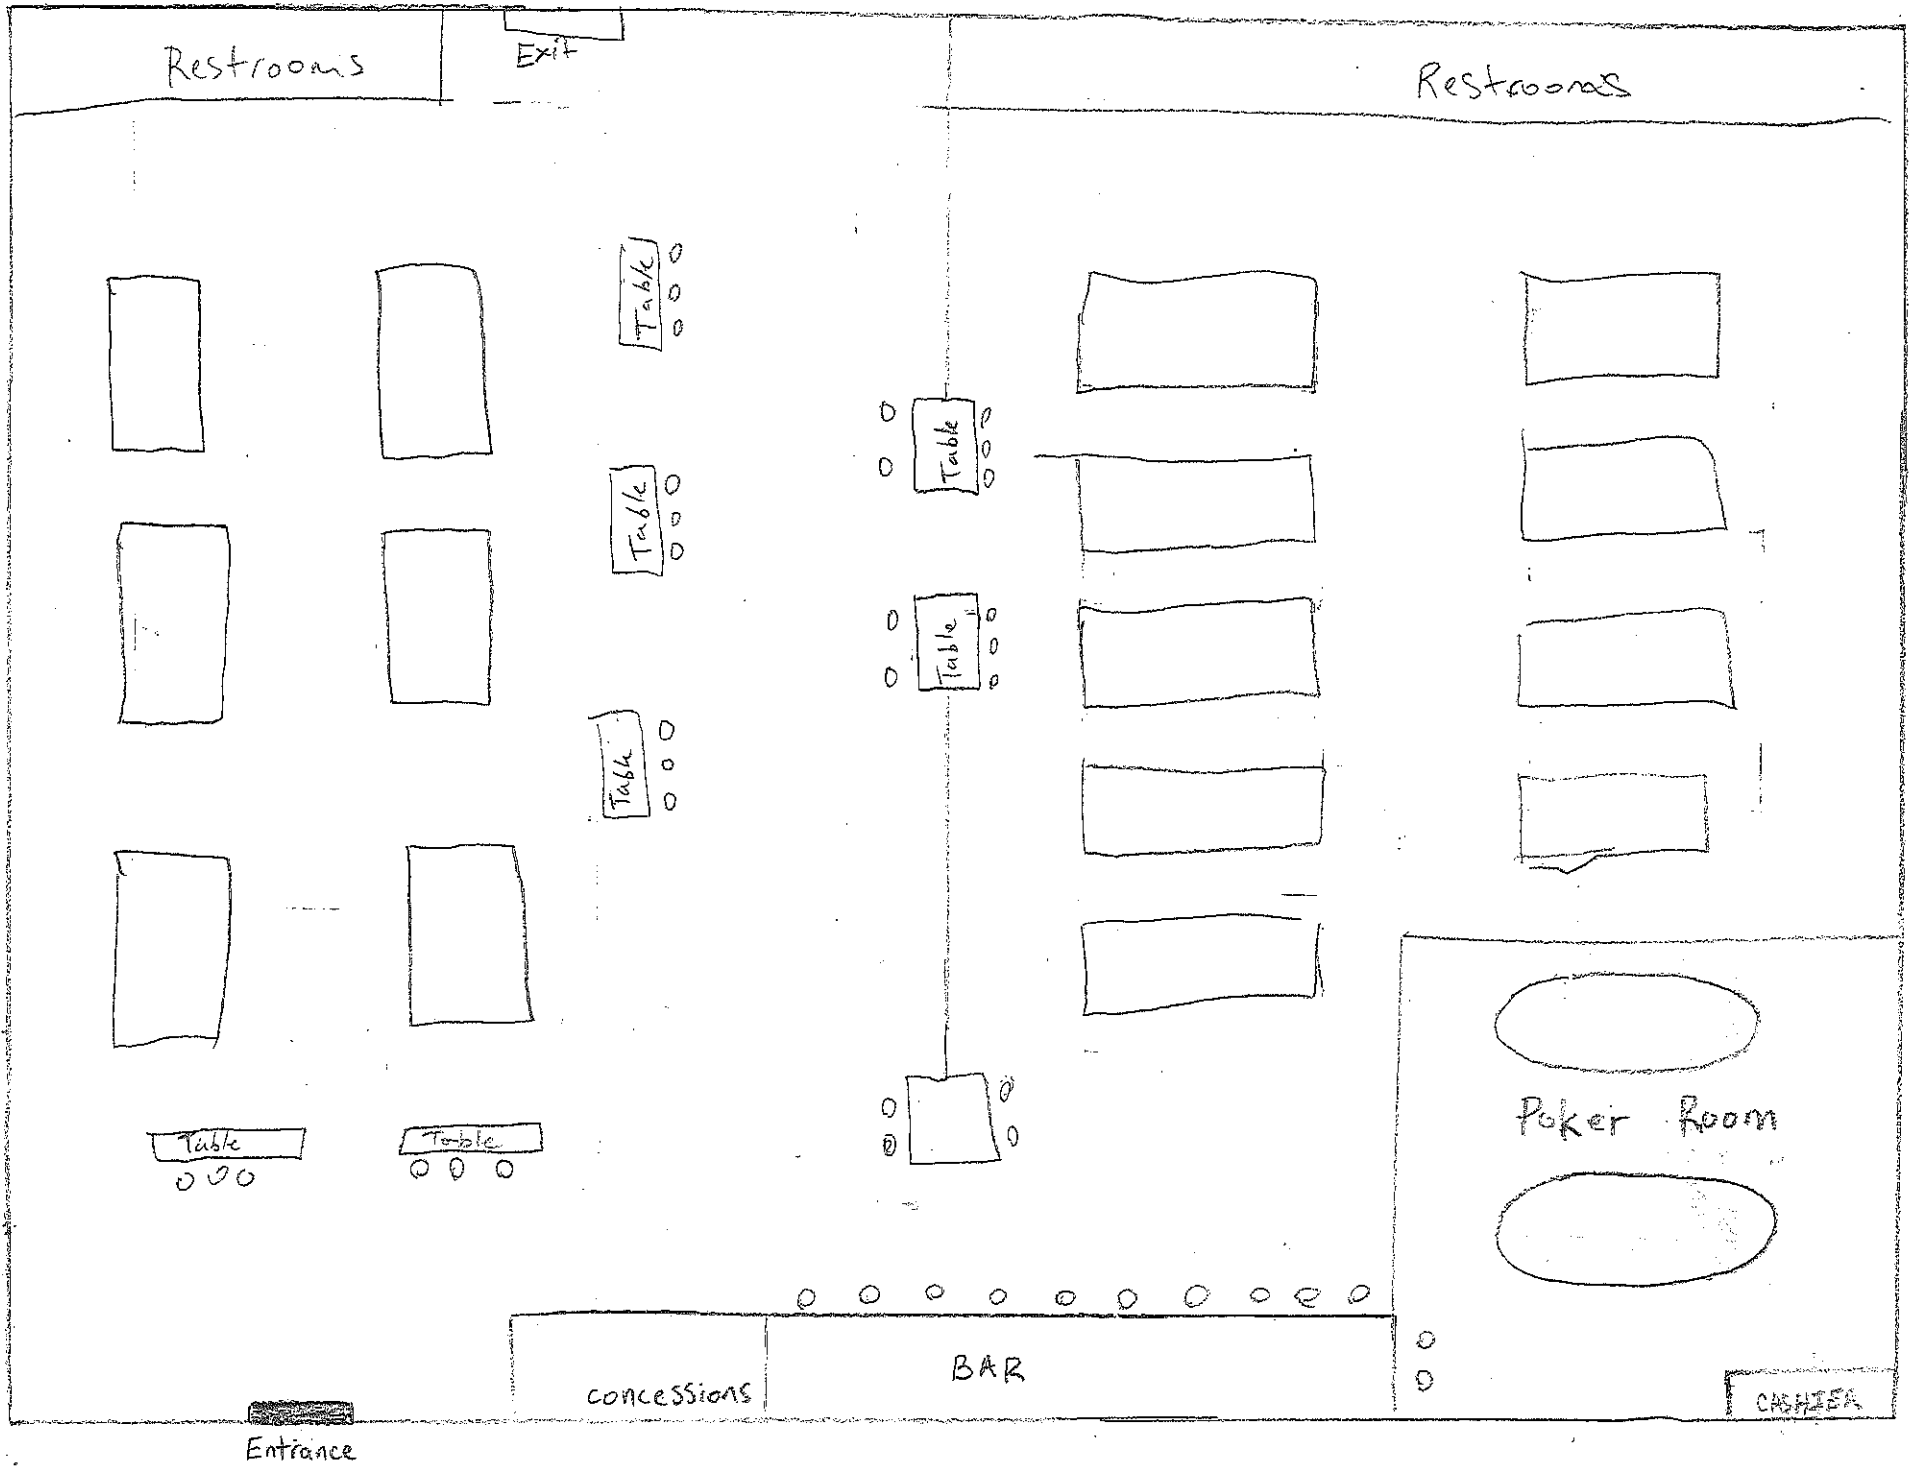 Restrooms
Exit
Restrooms
Table
Table
Table
Table
Table
Table
Table
Poker Room
BAR
concessions
CASHIER
Entrance